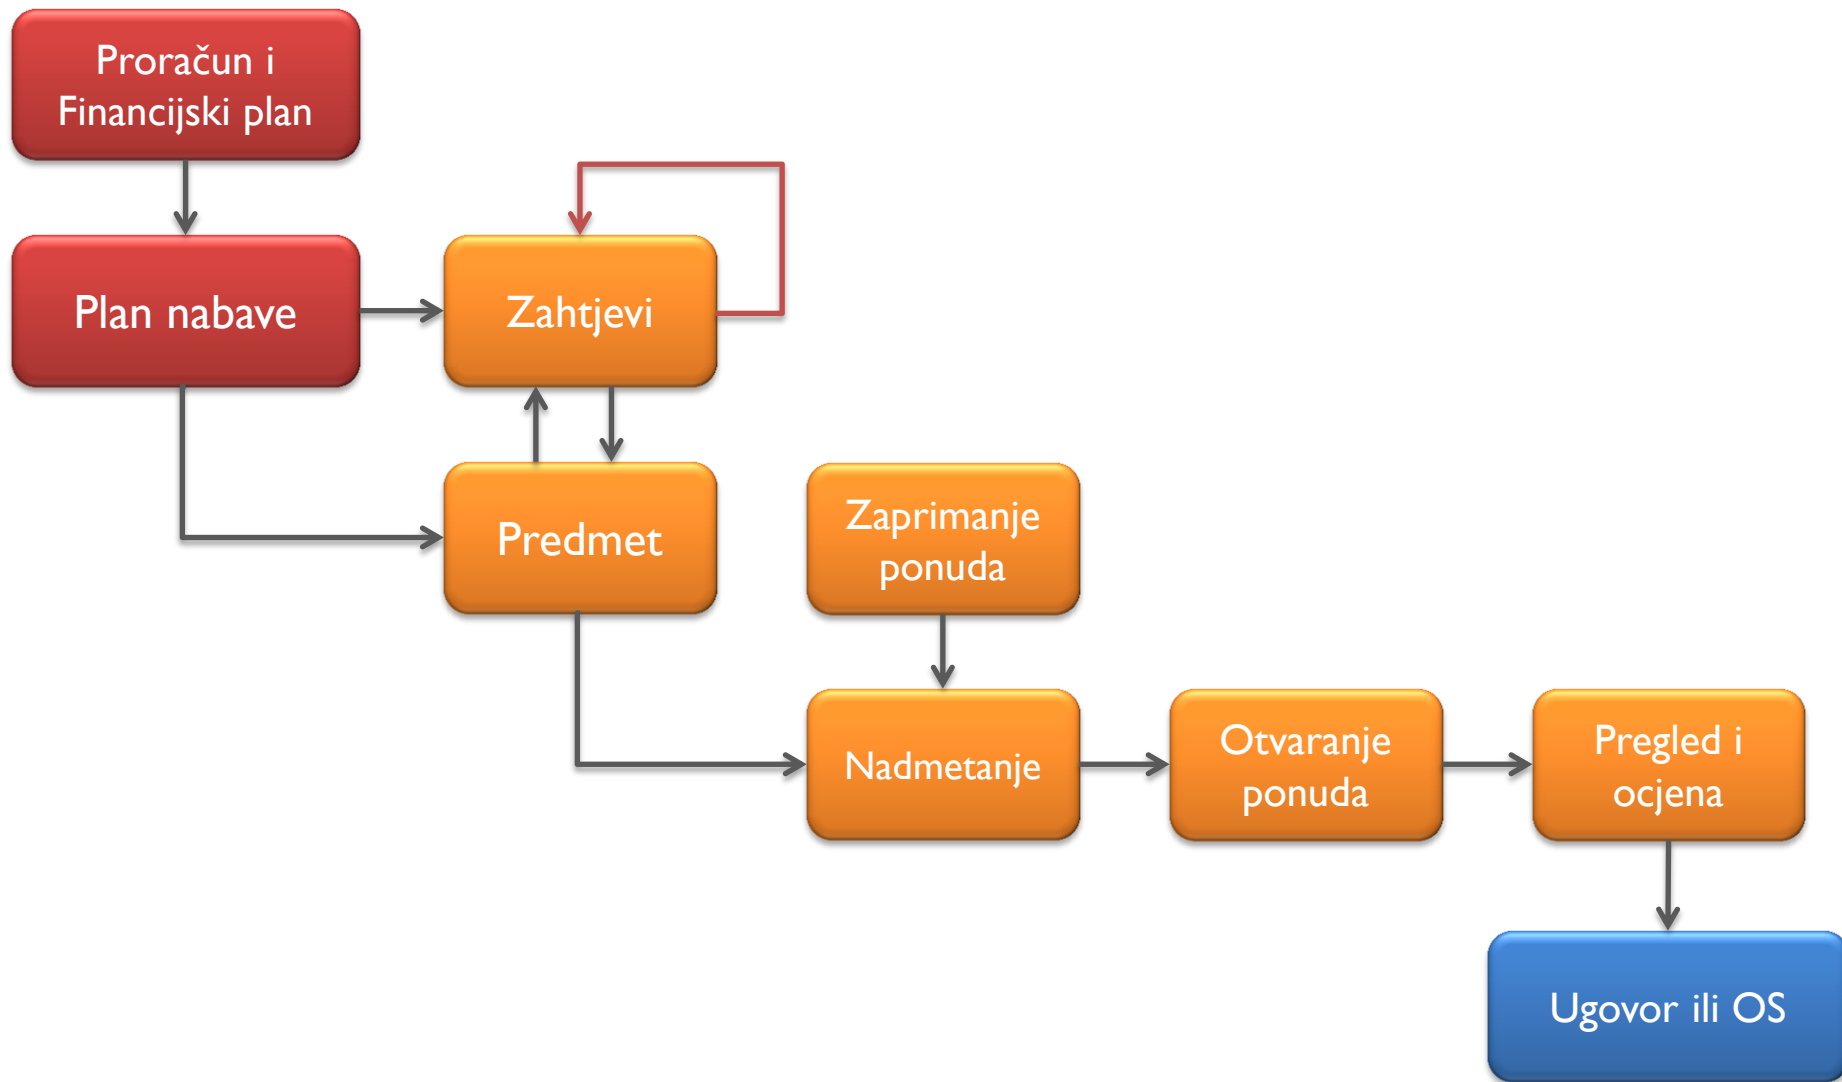 Proračun i
Financijski plan
Plan nabave
Zahtjevi
Predmet
Zaprimanje
ponuda
Nadmetanje
Otvaranje
ponuda
Pregled i
ocjena
Ugovor ili OS